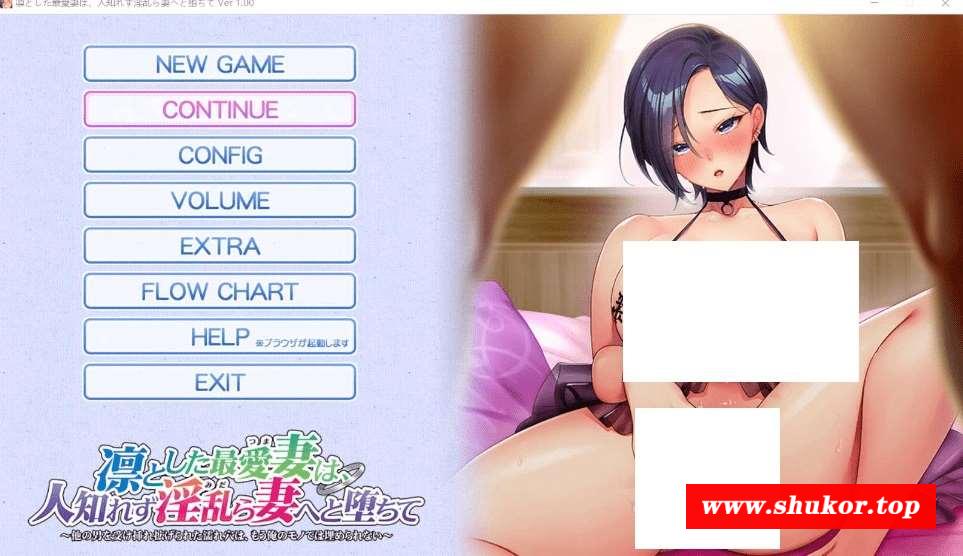 凛とした最愛妻は、人知れず淫乱ら妻へと堕ちて Ver 1.00
NEW GAME
CONTINUE
CONFIG
VOLUME
EXTRA
FLOW CHART
HELP ※ブラウザが起動します
EXIT
凛とした最愛妻は、
人知れず淫乱ら妻へと堕ちて
～他の男を受け挿れ拡げられた濡れ穴は、もう俺のモノでは埋められない～
www.shukor.top